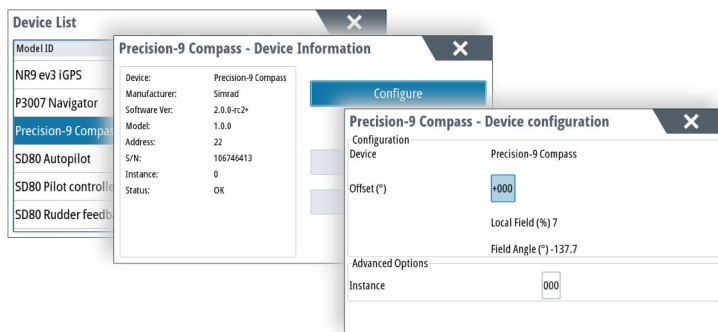 Device List
Model ID
NR9 ev3 iGPS
P3007 Navigator
Precision-9
SD80 Autopilot
SD80 Pilot
SD80 Rudder
Precision-9 Compass - Device Information
Device: Precision-9 Compass
Manufacturer: Simrad
Software Ver: 2.0.0-rc2+
Model: 1.0.0
Address: 22
S/N: 106746413
Instance: 0
Status: OK
Configure
Precision-9 Compass - Device configuration
Configuration
Device Precision-9 Compass
Offset (°) +000
Local Field (%) 7
Field Angle (°) -137.7
Advanced Options
Instance 000